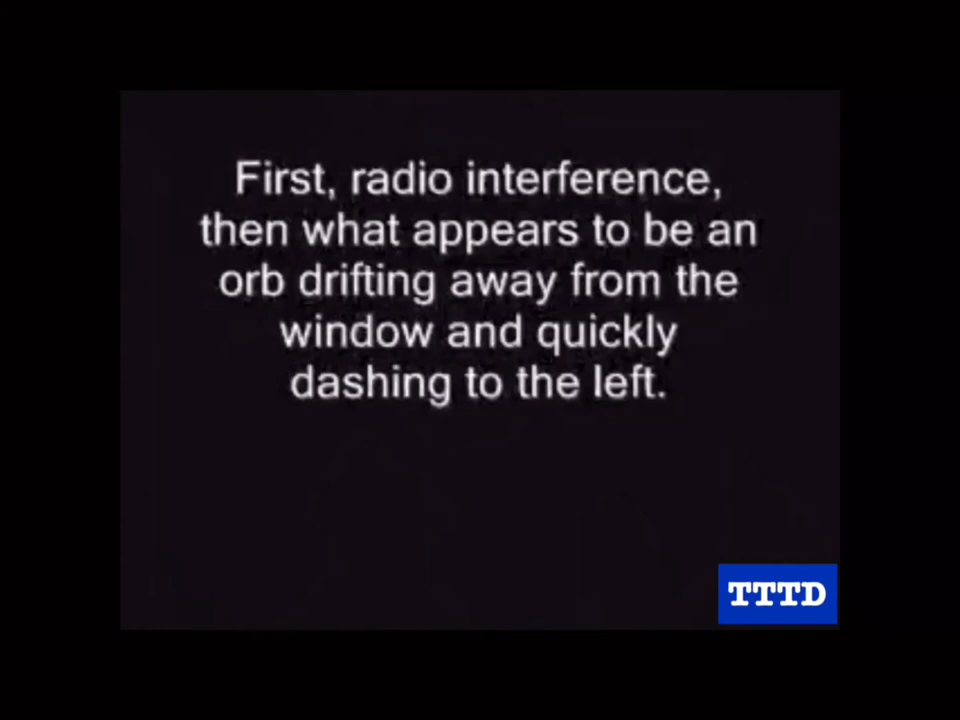 First, radio interference,
then what appears to be an
orb drifting away from the
window and quickly
dashing to the left.
TTTD